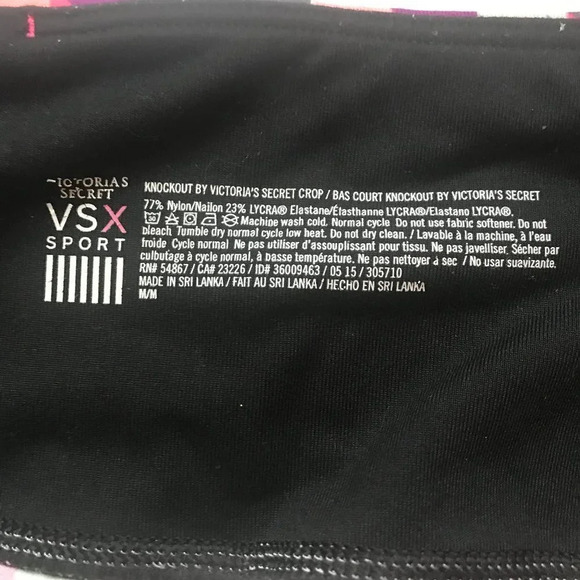 VICTORIA'S
SECRET
VSX
SPORT
KNOCKOUT BY VICTORIA'S SECRET CROP / BAS COURT KNOCKOUT BY VICTORIA'S SECRET
77% Nylon/Nailon 23% LYCRA® Elastane/Élasthanne LYCRA®/Elastano LYCRA®.
Machine wash cold. Normal cycle. Do not use fabric softener. Do not
bleach. Tumble dry normal cycle low heat. Do not dry clean. / Lavable à la machine, à l'eau
froide Cycle normal Ne pas utiliser d'assouplissant pour tissu. Ne pas javeliser. Sécher par
culbutage à cycle normal, à basse température. Ne pas nettoyer à sec / No usar suavizante.
RN# 54867 / CA# 23226 / ID# 36009463 / 05 15 / 305710
MADE IN SRI LANKA / FAIT AU SRI LANKA / HECHO EN SRI LANKA
M/M